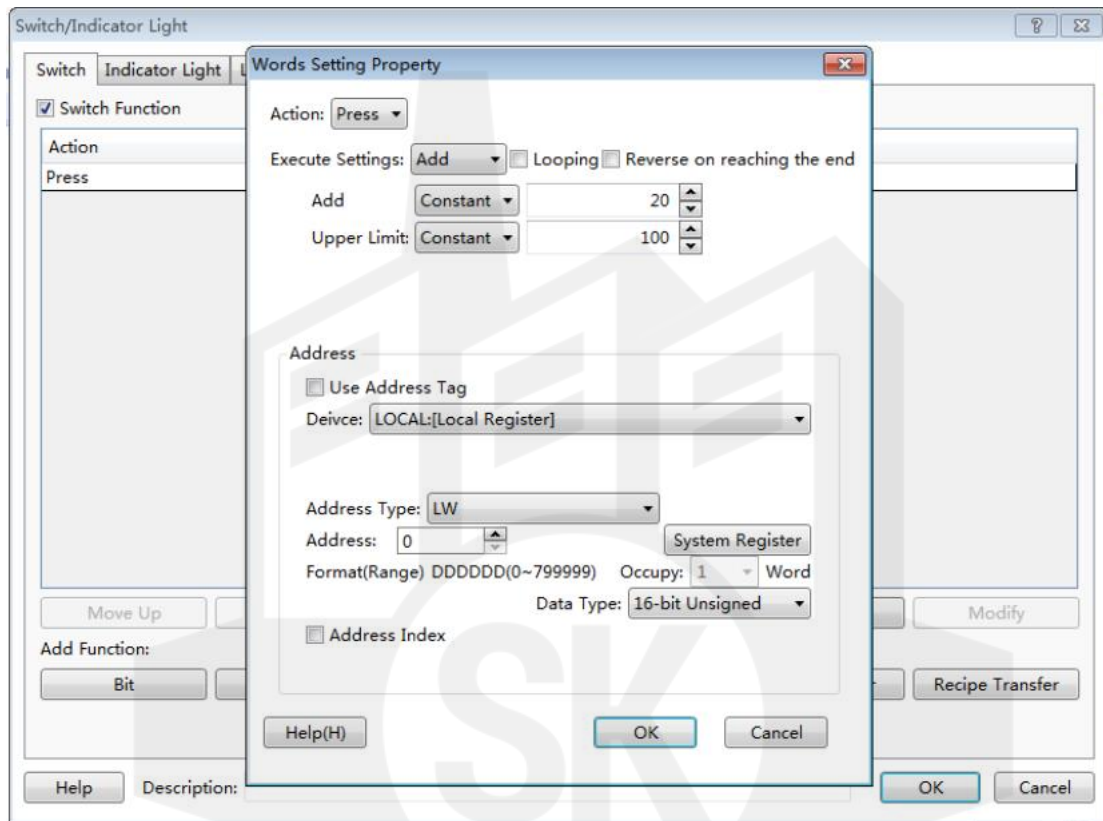 Switch/Indicator Light
Switch Indicator Light
Switch Function
Action
Press
Move Up
Modify
Add Function:
Bit
Recipe Transfer
Help Description: OK Cancel
Words Setting Property
Action: Press
Execute Settings: Add Looping Reverse on reaching the end
Add Constant 20
Upper Limit: Constant 100
Address
Use Address Tag
Deivce: LOCAL:[Local Register]
Address Type: LW
Address: 0 System Register
Format(Range) DDDDDD(0~799999) Occupy: 1 Word
Data Type: 16-bit Unsigned
Address Index
Help(H) OK Cancel
SK